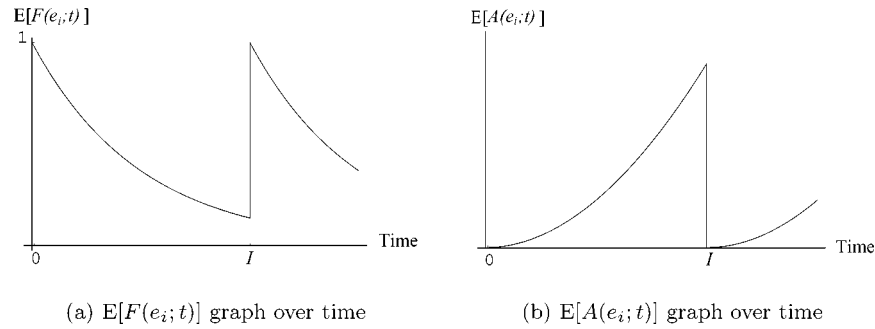 E[F(e_i;t)]
1
0
I
Time
(a) E[F(e_i; t)] graph over time
E[A(e_i;t)]
0
I
Time
(b) E[A(e_i; t)] graph over time